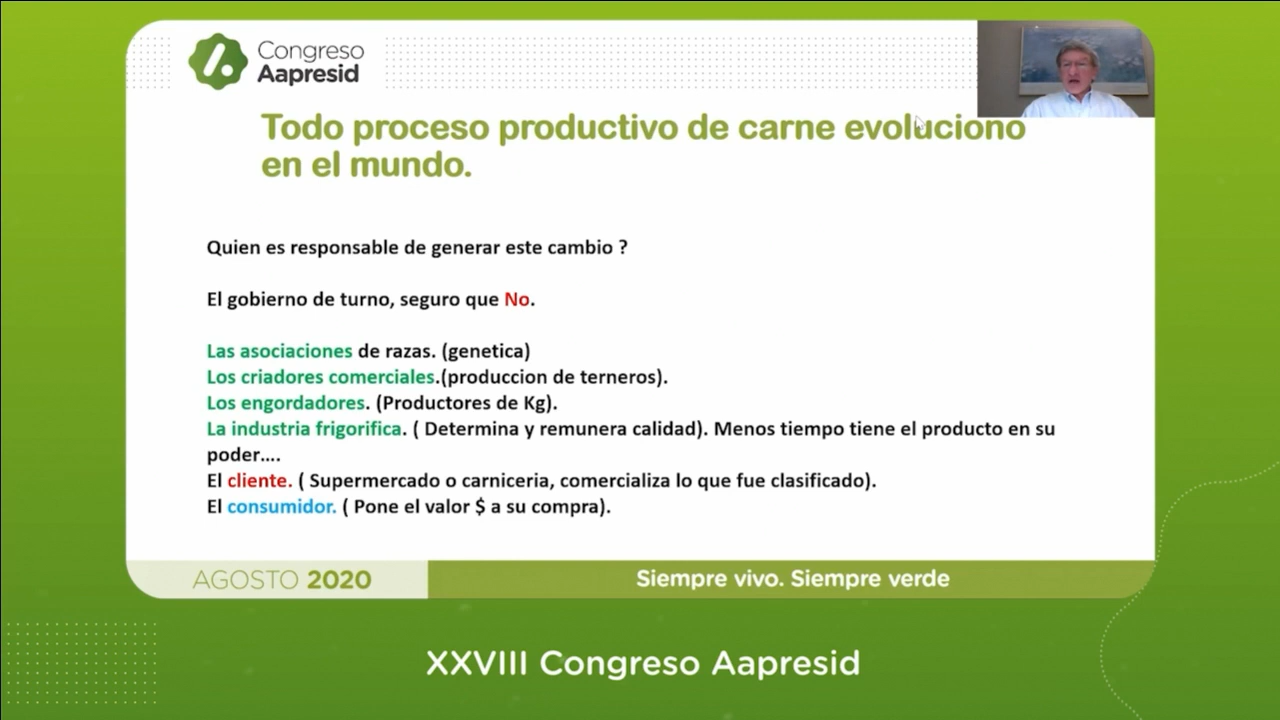 Congreso
Aapresid
Todo proceso productivo de carne evoluciono
en el mundo.
Quien es responsable de generar este cambio ?
El gobierno de turno, seguro que No.
Las asociaciones de razas. (genetica)
Los criadores comerciales.(produccion de terneros).
Los engordadores. (Productores de Kg).
La industria frigorifica. ( Determina y remunera calidad). Menos tiempo tiene el producto en su
poder....
El cliente. ( Supermercado o carniceria, comercializa lo que fue clasificado).
El consumidor. ( Pone el valor $ a su compra).
AGOSTO 2020
Siempre vivo. Siempre verde
XXVIII Congreso Aapresid